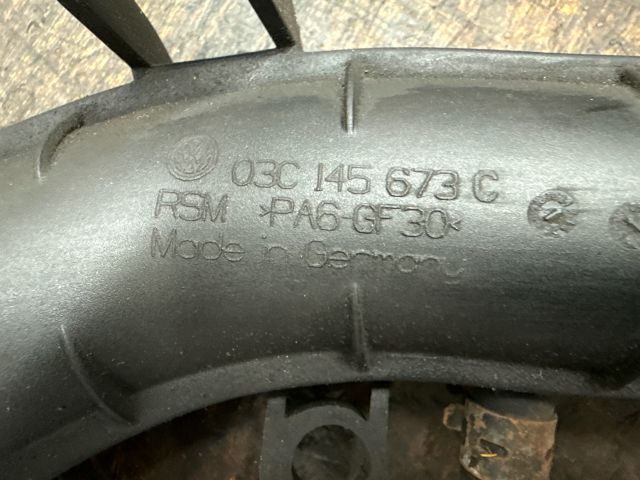 03C 145 673 C
RSM >PA6-GF30<
Made in Germany